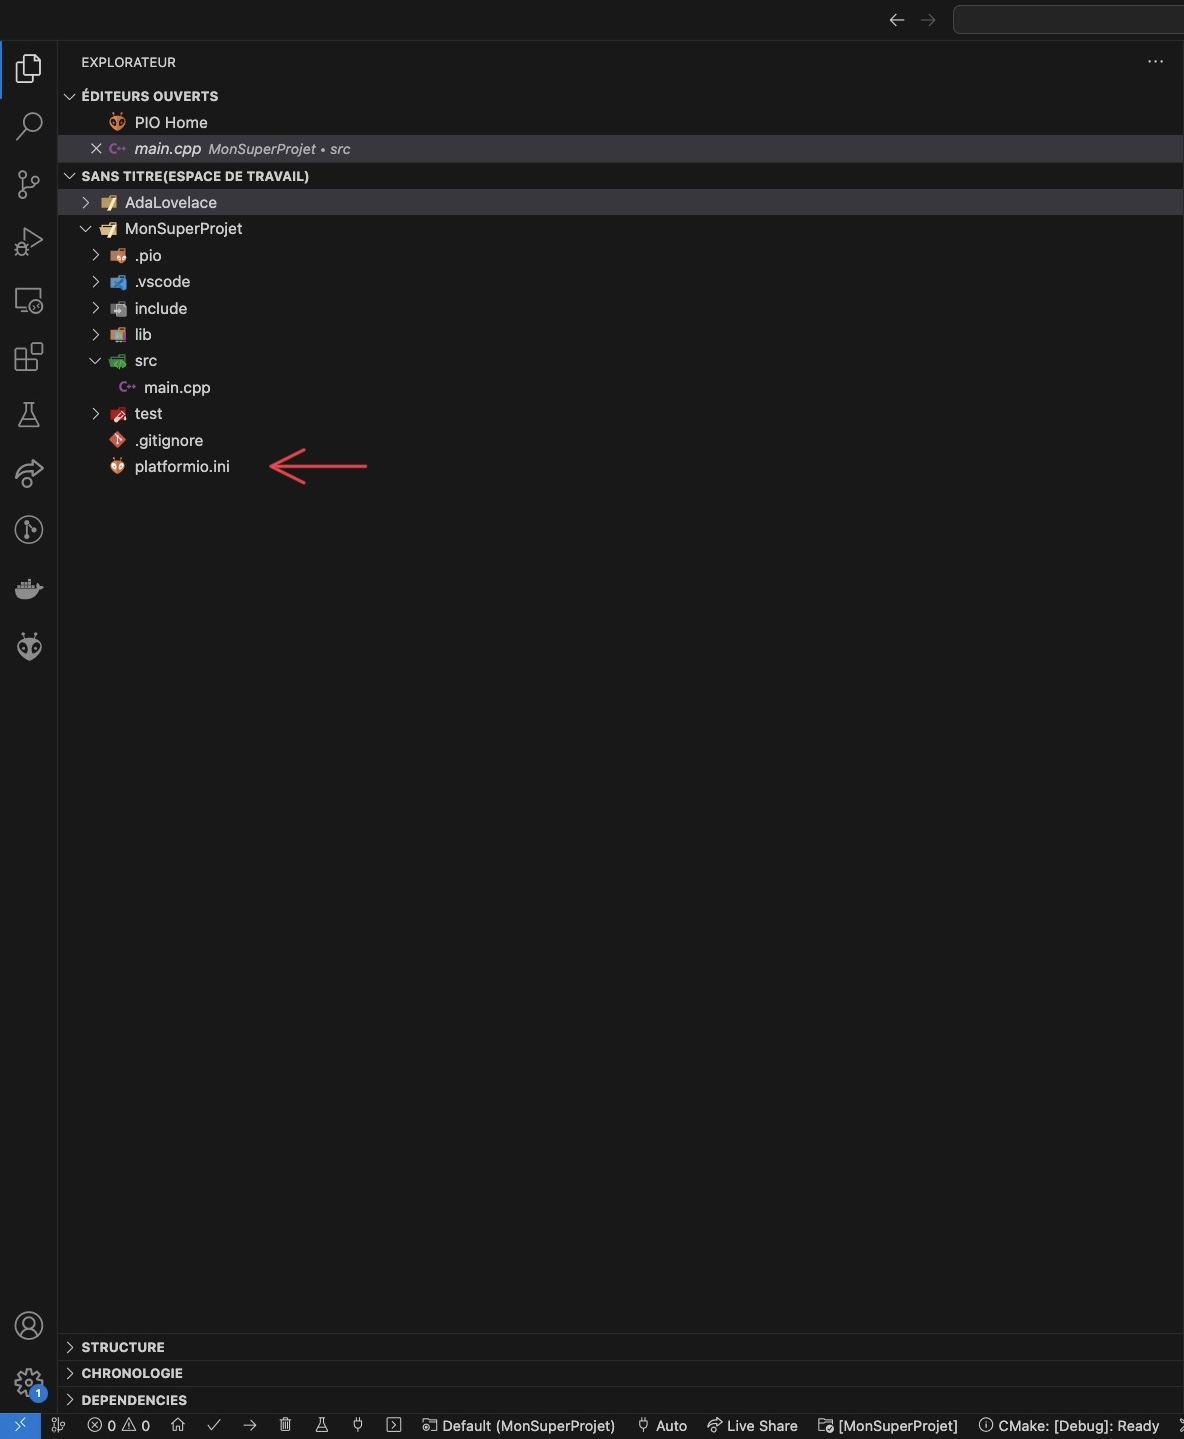 EXPLORATEUR
ÉDITEURS OUVERTS
PIO Home
C++ main.cpp MonSuperProjet • src
SANS TITRE(ESPACE DE TRAVAIL)
AdaLovelace
MonSuperProjet
.pio
.vscode
include
lib
src
C++ main.cpp
test
.gitignore
platformio.ini
STRUCTURE
CHRONOLOGIE
1
DEPENDENCIES
0 0 Default (MonSuperProjet) Auto Live Share [MonSuperProjet] CMake: [Debug]: Ready